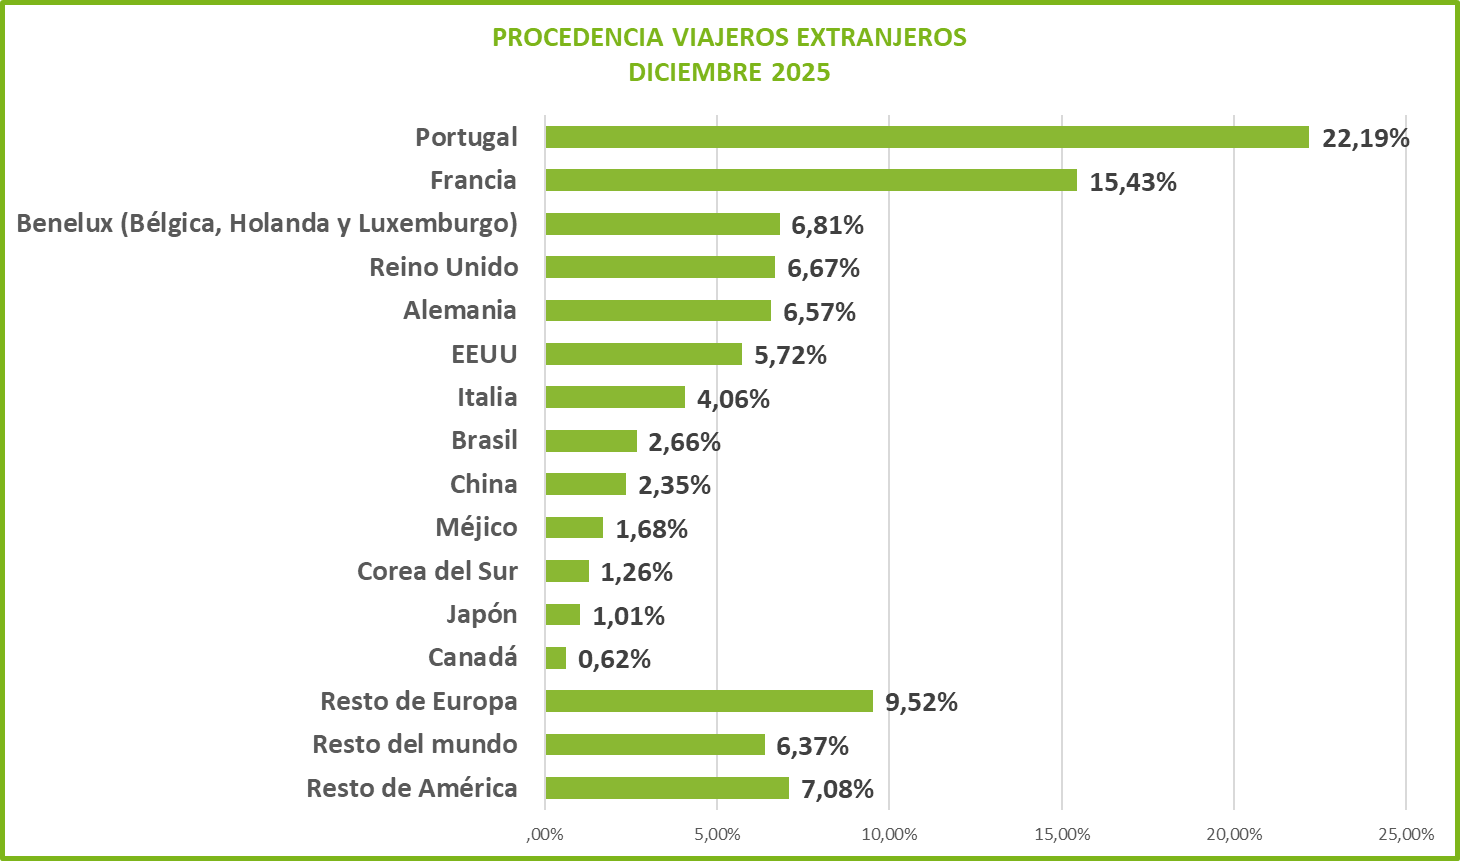 PROCEDENCIA VIAJEROS EXTRANJEROS
DICIEMBRE 2025
Portugal 22,19%
Francia 15,43%
Benelux (Bélgica, Holanda y Luxemburgo) 6,81%
Reino Unido 6,67%
Alemania 6,57%
EEUU 5,72%
Italia 4,06%
Brasil 2,66%
China 2,35%
Méjico 1,68%
Corea del Sur 1,26%
Japón 1,01%
Canadá 0,62%
Resto de Europa 9,52%
Resto del mundo 6,37%
Resto de América 7,08%
,00% 5,00% 10,00% 15,00% 20,00% 25,00%